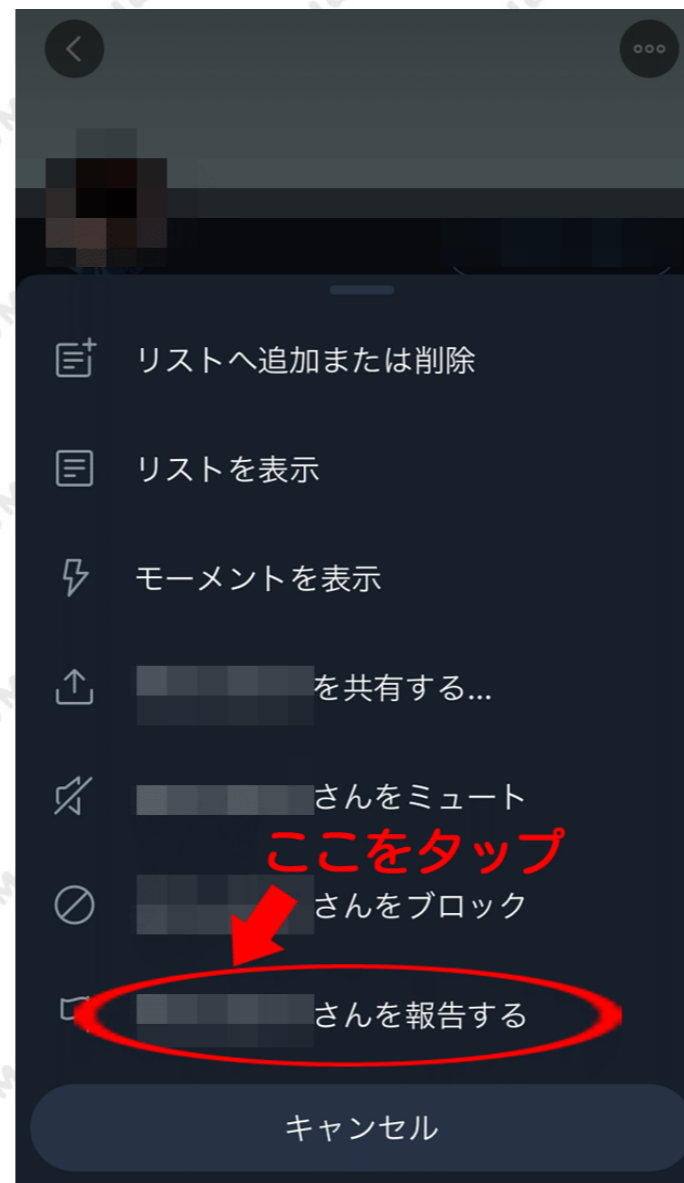 リストへ追加または削除
リストを表示
モーメントを表示
を共有する...
さんをミュート
ここをタップ
さんをブロック
さんを報告する
キャンセル